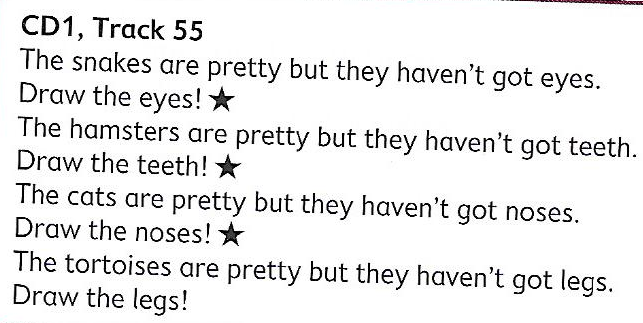 CD1, Track 55
The snakes are pretty but they haven't got eyes.
Draw the eyes! ★
The hamsters are pretty but they haven't got teeth.
Draw the teeth! ★
The cats are pretty but they haven't got noses.
Draw the noses! ★
The tortoises are pretty but they haven't got legs.
Draw the legs!